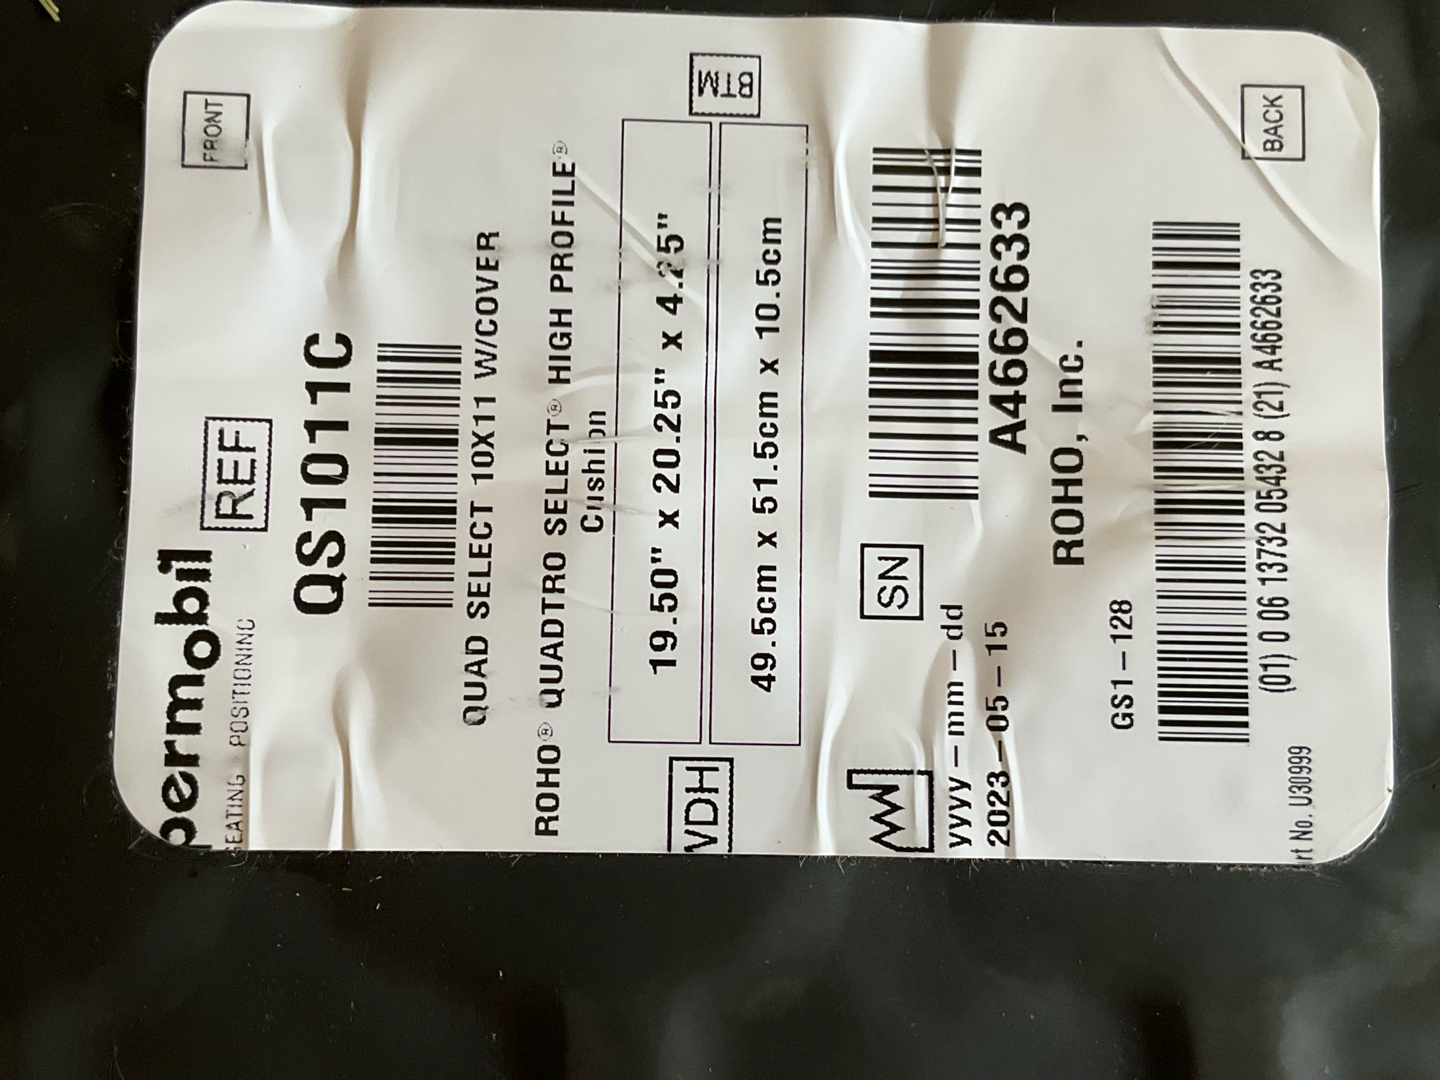 FRONT
permobil
SEATING POSITIONING
REF
QS1011C
QUAD SELECT 10X11 W/COVER
ROHO® QUADTRO SELECT® HIGH PROFILE®
Cushion
WDH
19.50" x 20.25" x 4.25"
49.5cm x 51.5cm x 10.5cm
BTM
SN
A4662633
yyyy-mm-dd
2023-05-15
ROHO, Inc.
GS1-128
(01) 0 06 13732 05432 8 (21) A4662633
rt No. U30999
BACK